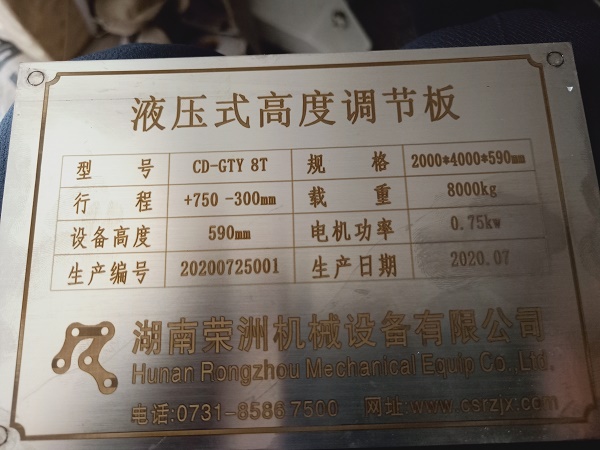 液压式高度调节板
型 号 CD-GTY 8T 规 格 2000*4000*590mm
行 程 +750 -300mm 载 重 8000kg
设备高度 590mm 电机功率 0.75kw
生产编号 20200725001 生产日期 2020.07
湖南荣洲机械设备有限公司
Hunan Rongzhou Mechanical Equip Co.,Ltd.
电话:0731-85867500 网址:www.csrzjx.com